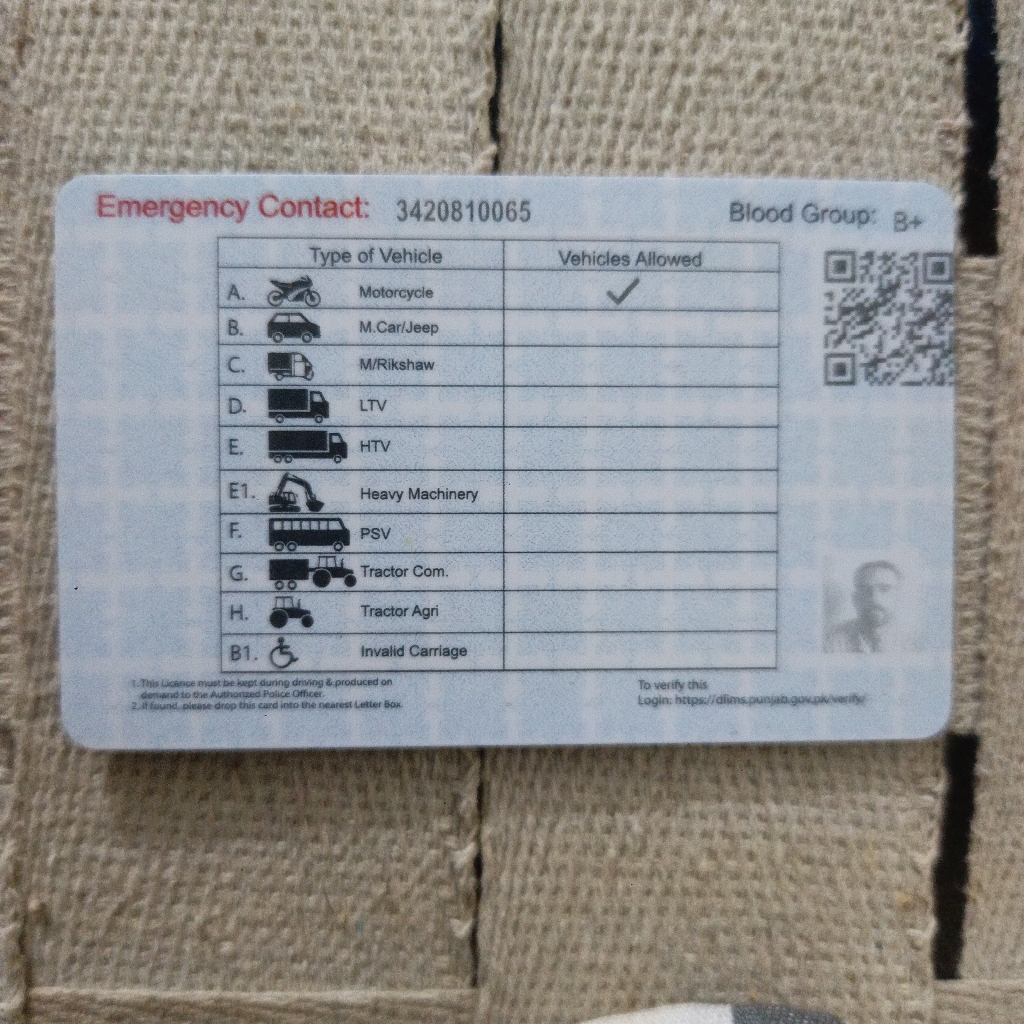 Emergency Contact: 3420810065 Blood Group: B+
Type of Vehicle Vehicles Allowed
A. Motorcycle ✓
B. M.Car/Jeep
C. M/Rikshaw
D. LTV
E. HTV
E1. Heavy Machinery
F. PSV
G. Tractor Com.
H. Tractor Agri
B1. Invalid Carriage
1. This Licence must be kept during driving & produced on
demand to the Authorized Police Officer.
2. If found, please drop this card into the nearest Letter Box.
To verify this
Login: https://dlims.punjab.gov.pk/verify/